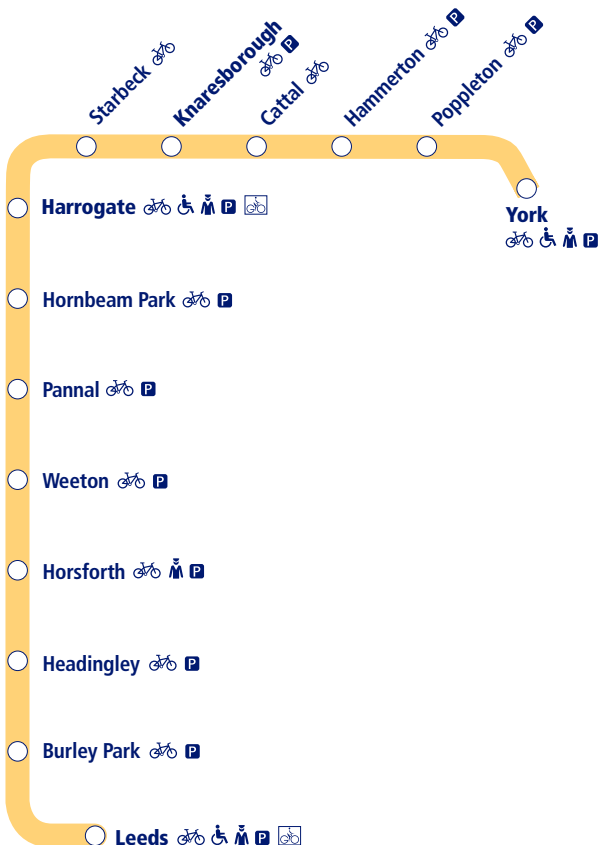 Starbeck
Knaresborough
P
Cattal
Hammerton P
Poppleton P
York
P
Harrogate P
Hornbeam Park P
Pannal P
Weeton P
Horsforth P
Headingley P
Burley Park P
Leeds P